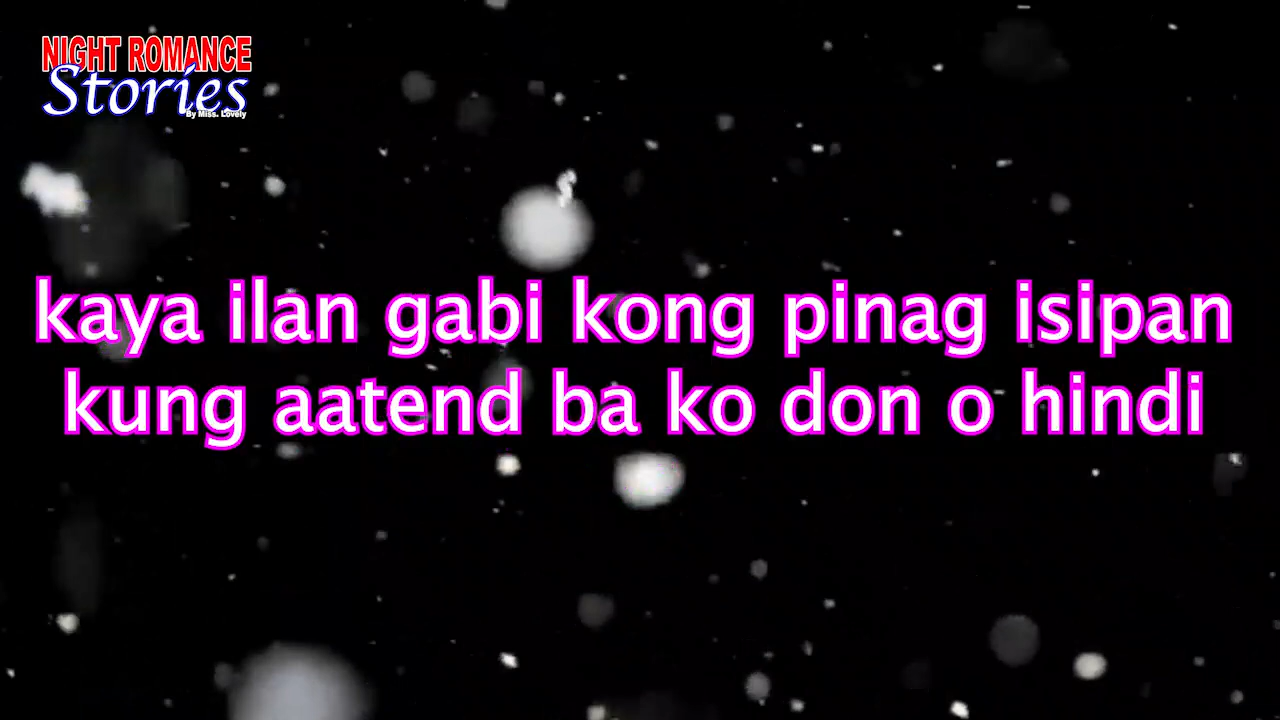 NIGHT ROMANCE
Stories
By Miss. Lovely
kaya ilan gabi kong pinag isipan
kung aatend ba ko don o hindi